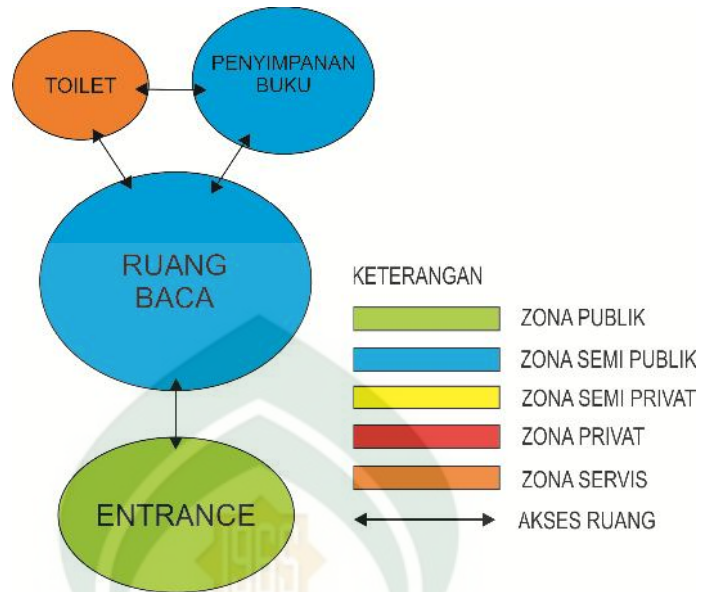 TOILET
PENYIMPANAN
BUKU
RUANG
BACA
ENTRANCE
KETERANGAN
ZONA PUBLIK
ZONA SEMI PUBLIK
ZONA SEMI PRIVAT
ZONA PRIVAT
ZONA SERVIS
AKSES RUANG